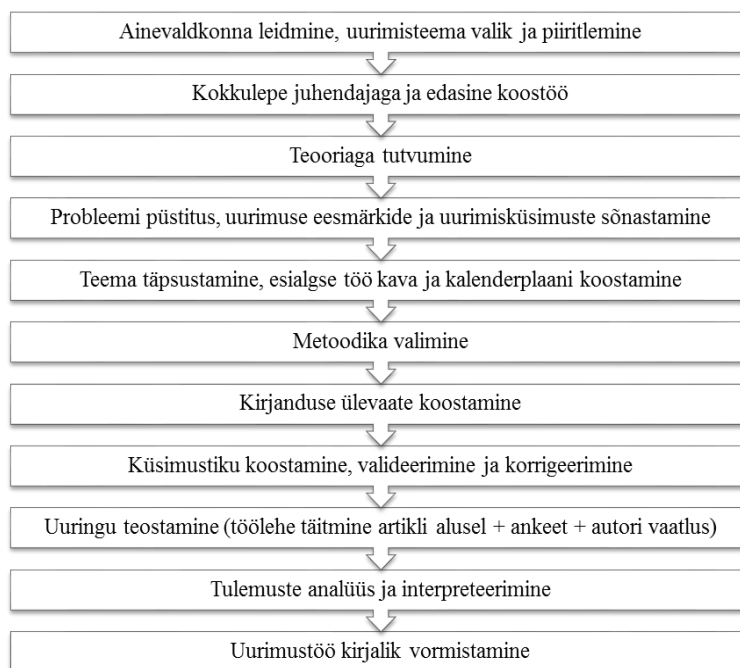 Ainevaldkonna leidmine, uurimisteema valik ja piiritlemine
Kokkulepe juhendajaga ja edasine koostöö
Teooriaga tutvumine
Probleemi püstitus, uurimuse eesmärkide ja uurimisküsimuste sõnastamine
Teema täpsustamine, esialgse töö kava ja kalenderplaani koostamine
Metoodika valimine
Kirjanduse ülevaate koostamine
Küsimustiku koostamine, valideerimine ja korrigeerimine
Uuringu teostamine (töölehe täitmine artikli alusel + ankeet + autori vaatlus)
Tulemuste analüüs ja interpreteerimine
Uurimustöö kirjalik vormistamine